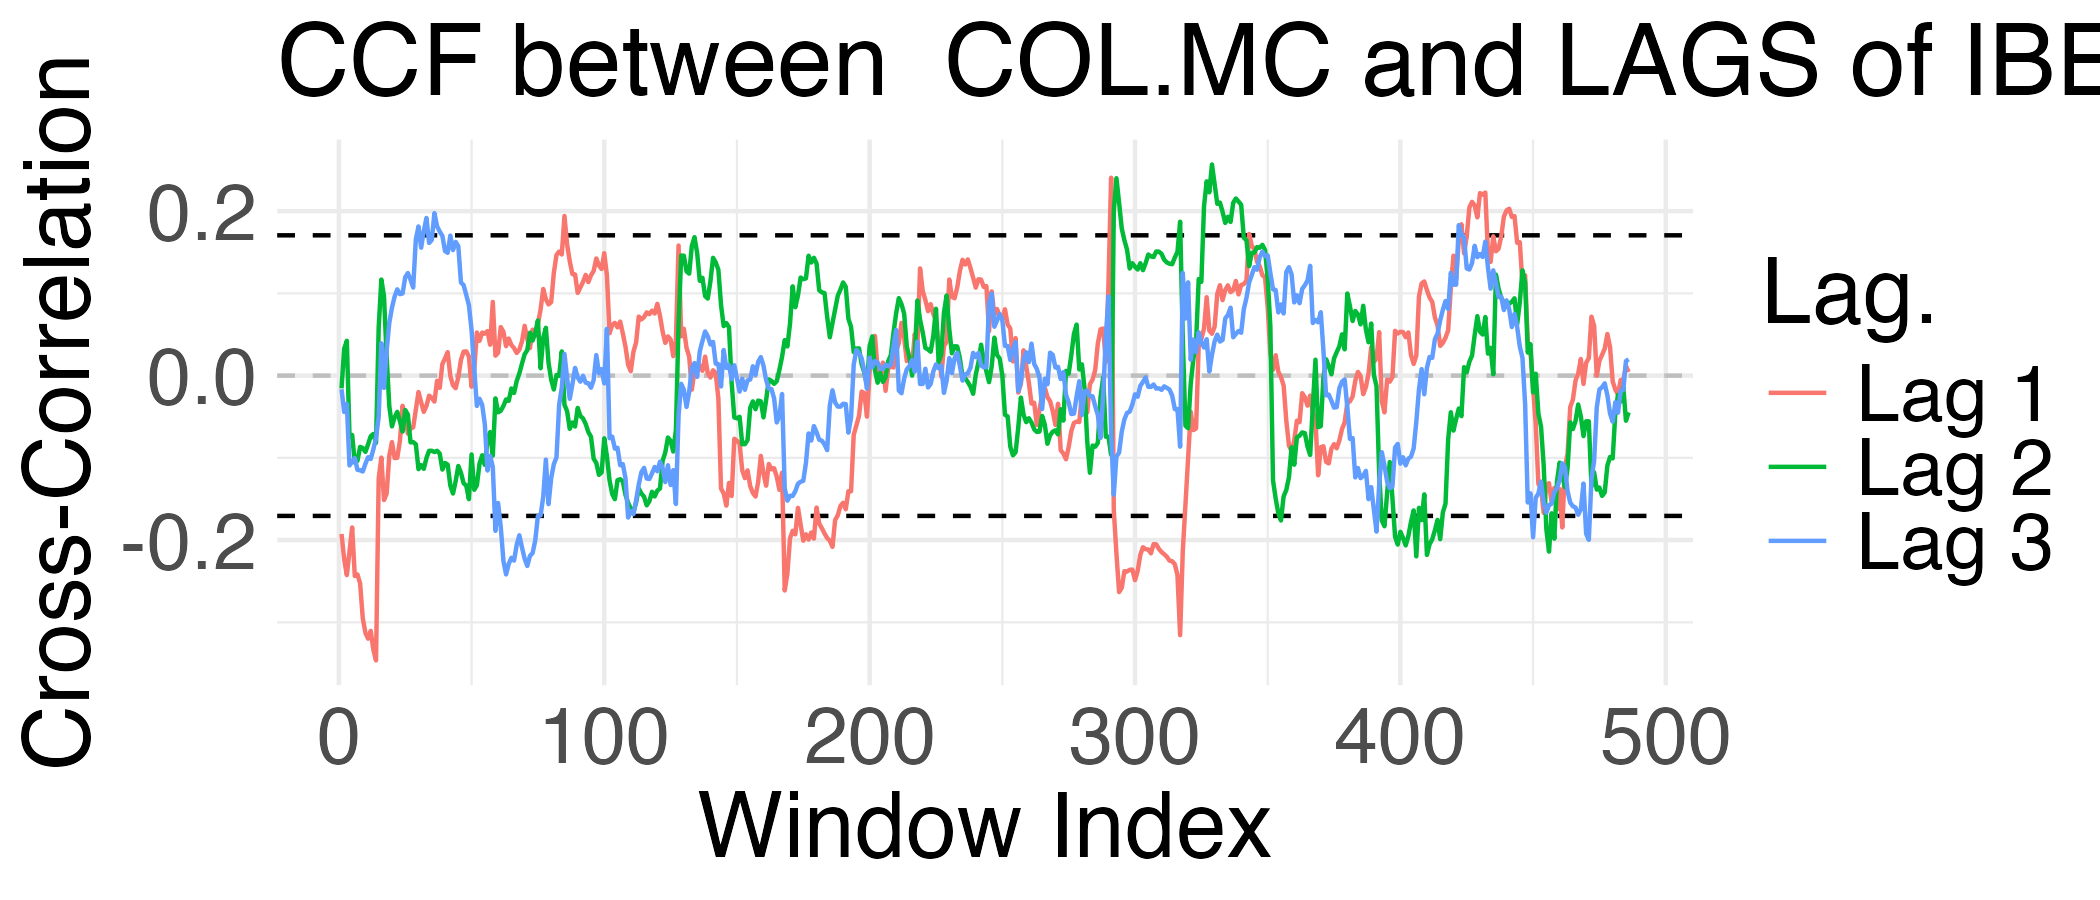 CCF between  COL.MC and LAGS of IBE
Cross-Correlation
0.2
0.0
-0.2
0 100 200 300 400 500
Window Index
Lag.
Lag 1
Lag 2
Lag 3